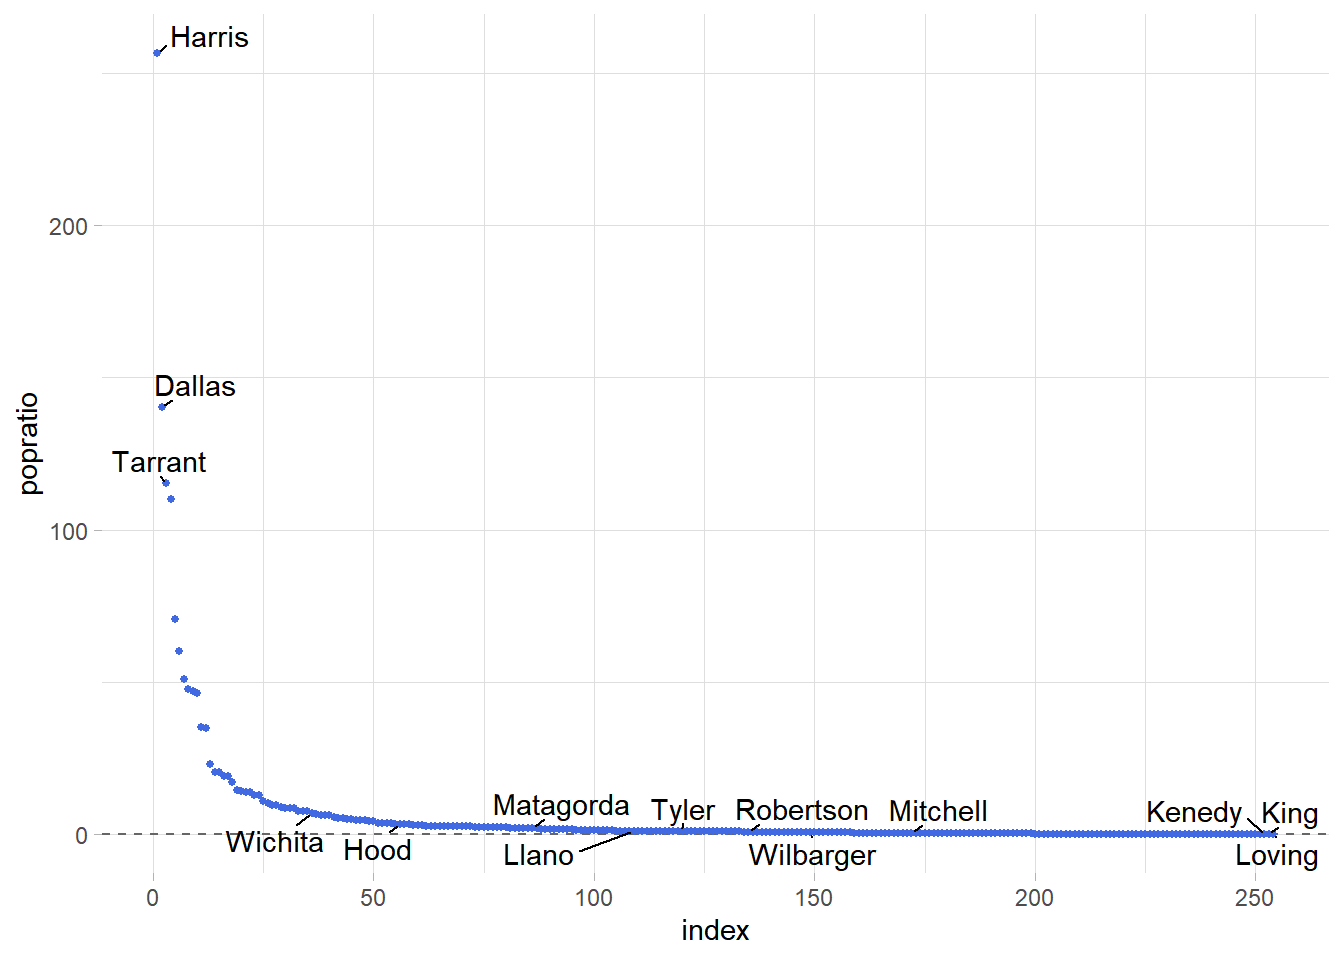 Harris
200
Dallas
Tarrant
popratio
100
Matagorda Tyler Robertson Mitchell Kenedy King
0
Wichita Hood Llano Wilbarger Loving
0 50 100 150 200 250
index